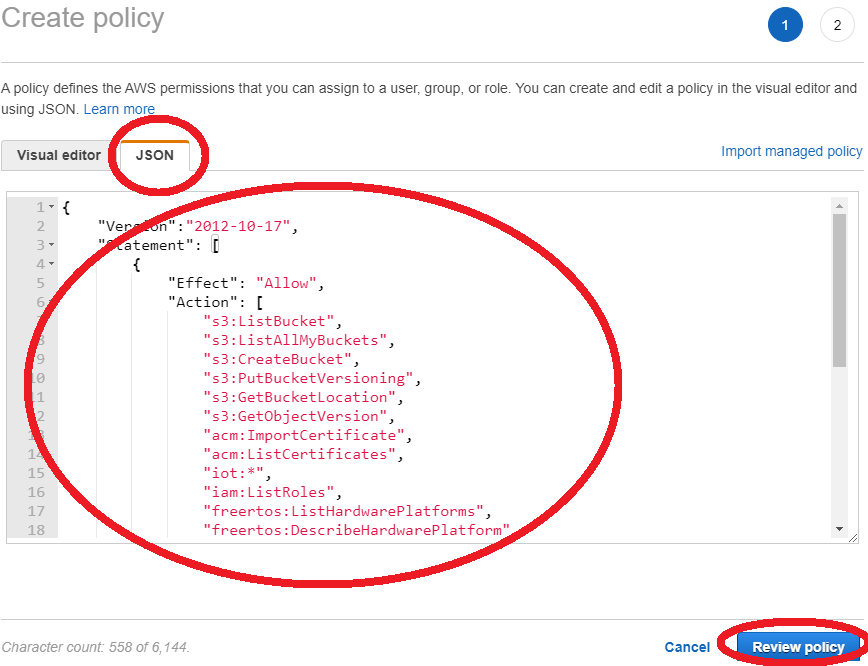 Create policy
1
2
A policy defines the AWS permissions that you can assign to a user, group, or role. You can create and edit a policy in the visual editor and
using JSON. Learn more
Visual editor
JSON
Import managed policy
1 {
2 "Version":"2012-10-17",
3 "Statement": [
4 {
5 "Effect": "Allow",
6 "Action": [
7 "s3:ListBucket",
8 "s3:ListAllMyBuckets",
9 "s3:CreateBucket",
10 "s3:PutBucketVersioning",
11 "s3:GetBucketLocation",
12 "s3:GetObjectVersion",
13 "acm:ImportCertificate",
14 "acm:ListCertificates",
15 "iot:*",
16 "iam:ListRoles",
17 "freertos:ListHardwarePlatforms",
18 "freertos:DescribeHardwarePlatform"
Character count: 558 of 6,144.
Cancel
Review policy